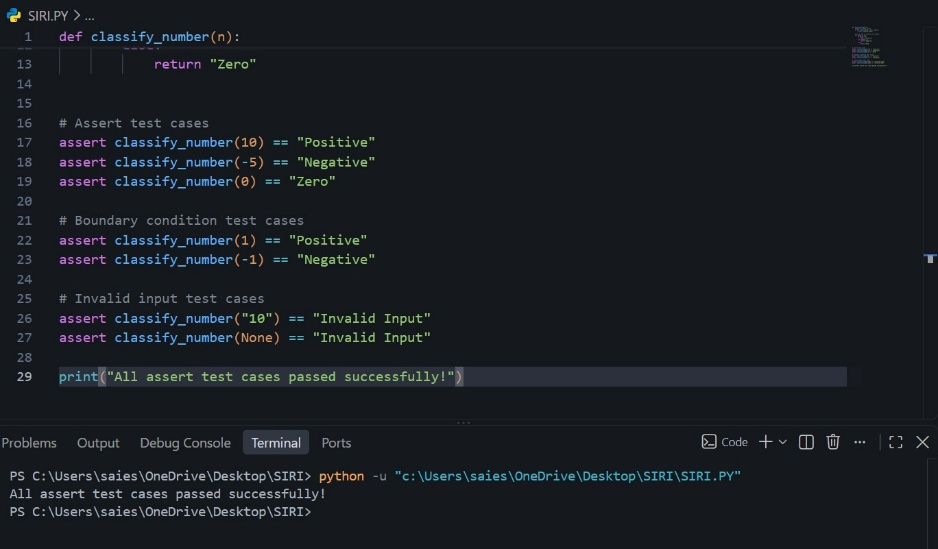 SIRI.PY > ...
1 def classify_number(n):
13 return "Zero"
14
15
16 # Assert test cases
17 assert classify_number(10) == "Positive"
18 assert classify_number(-5) == "Negative"
19 assert classify_number(0) == "Zero"
20
21 # Boundary condition test cases
22 assert classify_number(1) == "Positive"
23 assert classify_number(-1) == "Negative"
24
25 # Invalid input test cases
26 assert classify_number("10") == "Invalid Input"
27 assert classify_number(None) == "Invalid Input"
28
29 print("All assert test cases passed successfully!")
Problems Output Debug Console Terminal Ports Code
PS C:\Users\saies\OneDrive\Desktop\SIRI> python -u "c:\Users\saies\OneDrive\Desktop\SIRI\SIRI.PY"
All assert test cases passed successfully!
PS C:\Users\saies\OneDrive\Desktop\SIRI>